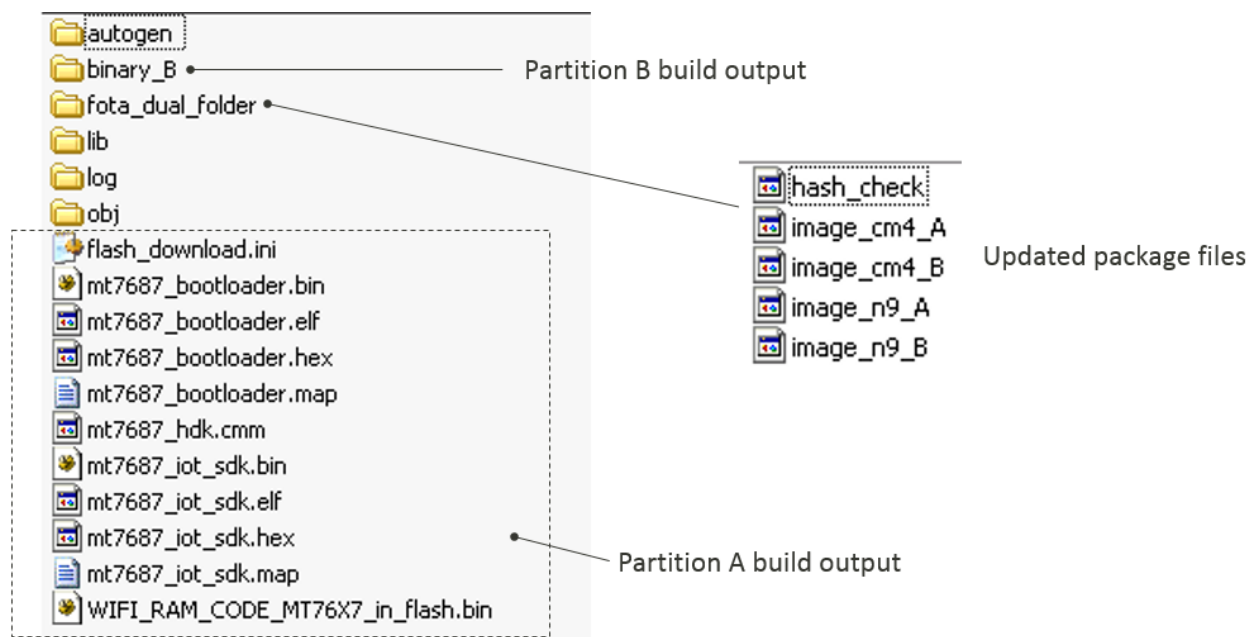 autogen
binary_B
Partition B build output
fota_dual_folder
lib
log
obj
flash_download.ini
mt7687_bootloader.bin
mt7687_bootloader.elf
mt7687_bootloader.hex
mt7687_bootloader.map
mt7687_hdk.cmm
mt7687_iot_sdk.bin
mt7687_iot_sdk.elf
mt7687_iot_sdk.hex
mt7687_iot_sdk.map
WIFI_RAM_CODE_MT76X7_in_flash.bin
Partition A build output
hash_check
image_cm4_A
image_cm4_B
image_n9_A
image_n9_B
Updated package files